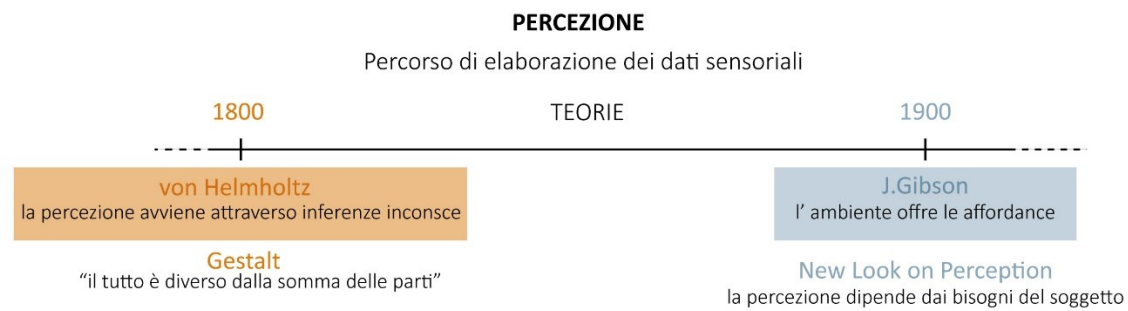 PERCEZIONE
Percorso di elaborazione dei dati sensoriali
1800 TEORIE 1900
von Helmholtz
la percezione avviene attraverso inferenze inconsce
J.Gibson
l' ambiente offre le affordance
Gestalt
“il tutto è diverso dalla somma delle parti”
New Look on Perception
la percezione dipende dai bisogni del soggetto